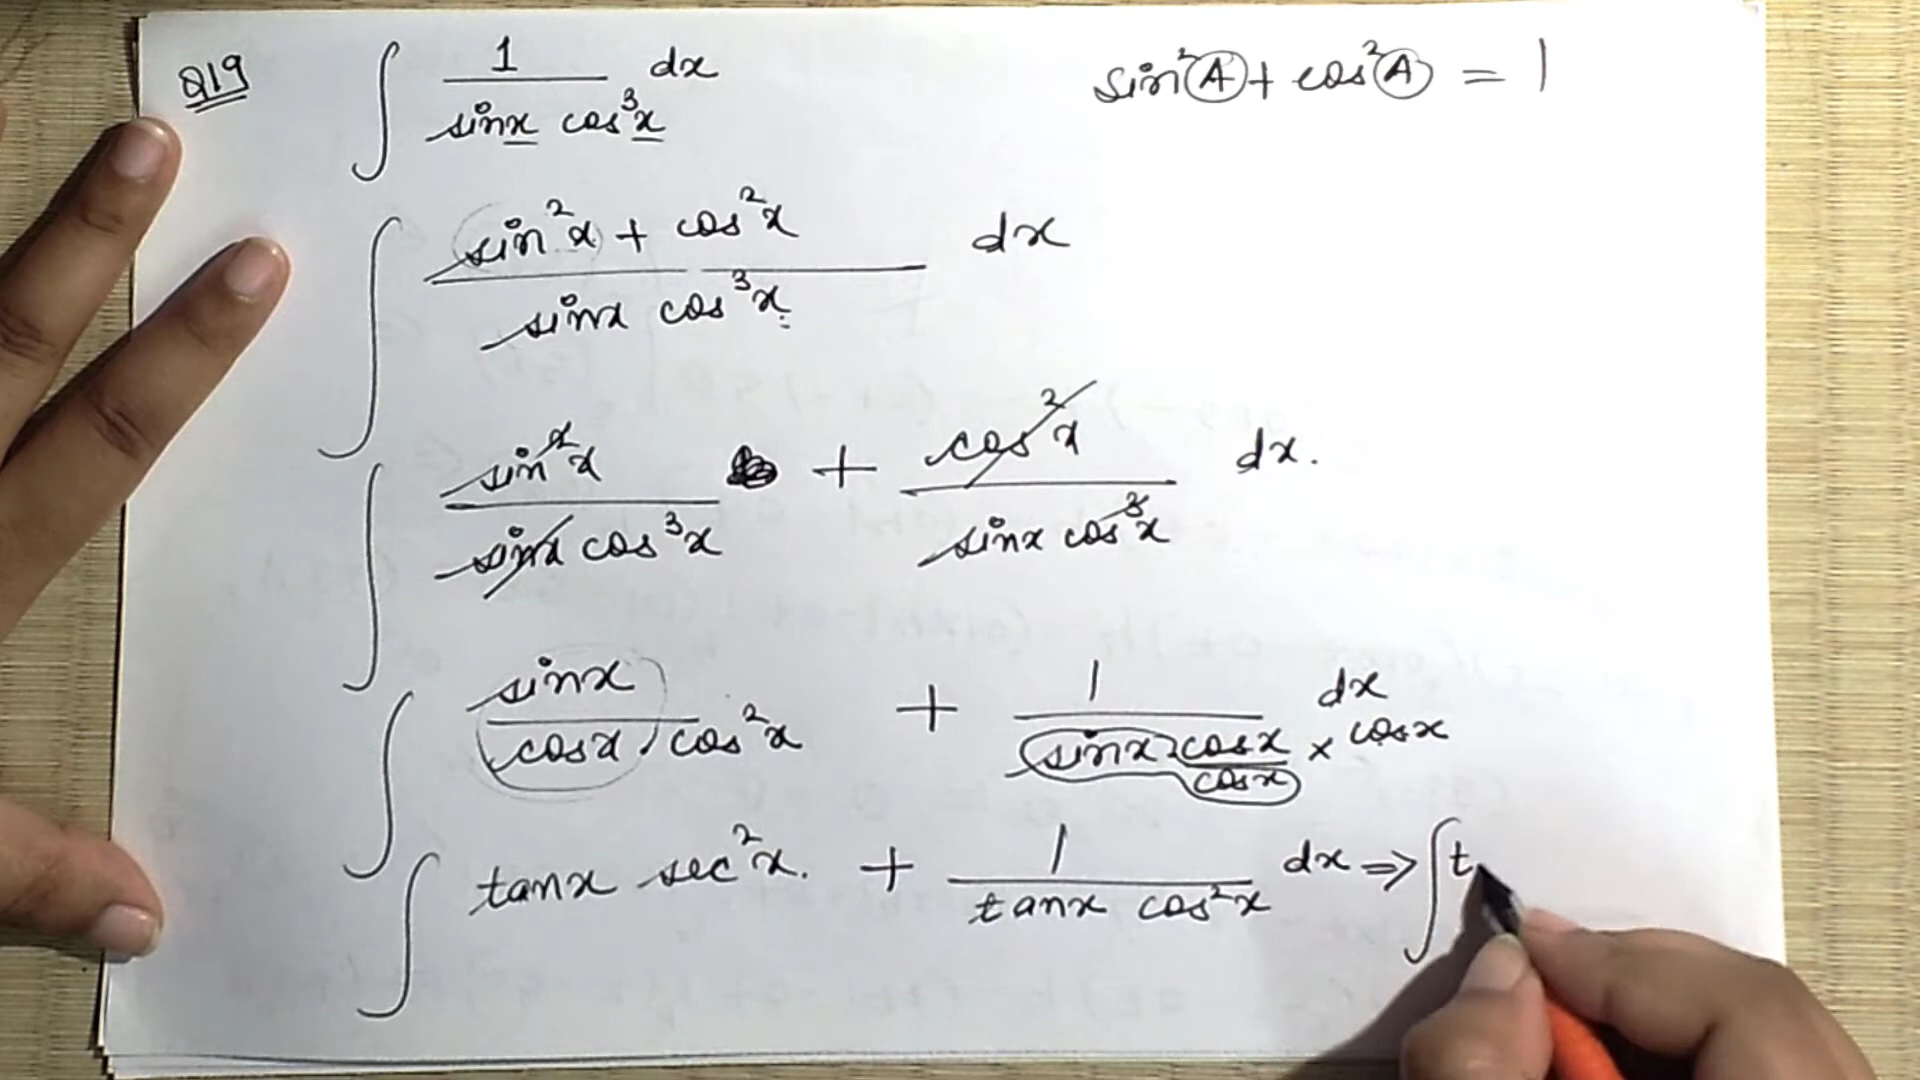 Q19 ∫ 1/(sinx cos³x) dx
sin²A + cos²A = 1
∫ (sin²x + cos²x)/(sinx cos³x) dx
∫ sin²x/(sinx cos³x) + cos²x/(sinx cos³x) dx.
∫ sinx/(cosx . cos²x) + 1/((sinx . cosx/cosx) × cosx) dx
∫ tanx sec²x. + 1/(tanx cos²x) dx ⇒ ∫ t